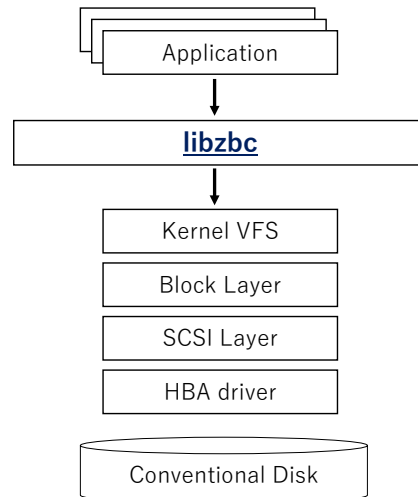 Application
libzbc
Kernel VFS
Block Layer
SCSI Layer
HBA driver
Conventional Disk